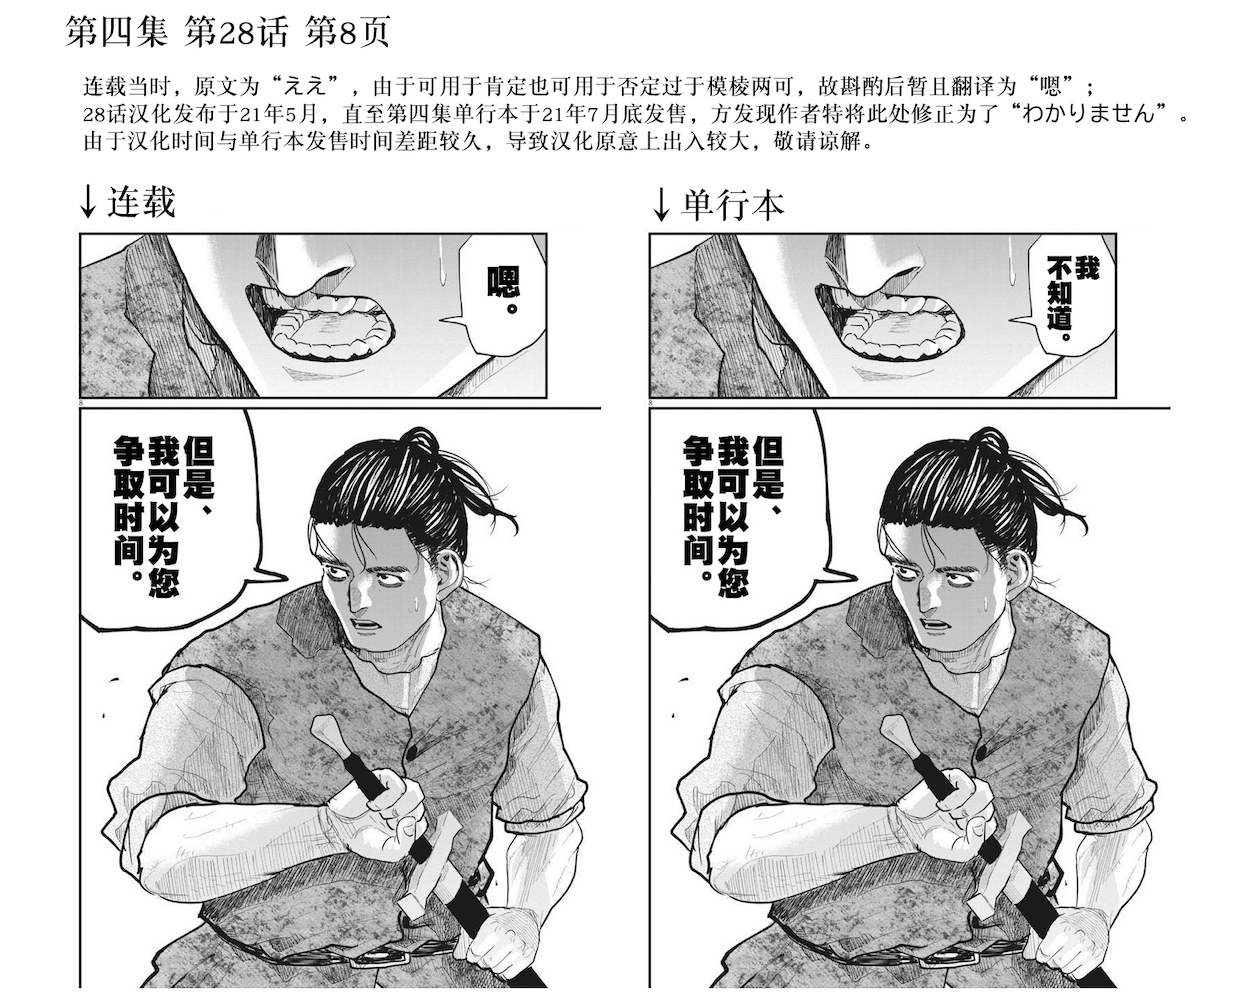 第四集 第28话 第8页
连载当时，原文为“ええ”，由于可用于肯定也可用于否定过于模棱两可，故斟酌后暂且翻译为“嗯”；
28话汉化发布于21年5月，直至第四集单行本于21年7月底发售，方发现作者特将此处修正为了“わかりません”。
由于汉化时间与单行本发售时间差距较久，导致汉化原意上出入较大，敬请谅解。
↓连载
↓单行本
嗯。
8
但是、
我可以为您
争取时间。
我
不知道。
8
但是、
我可以为您
争取时间。